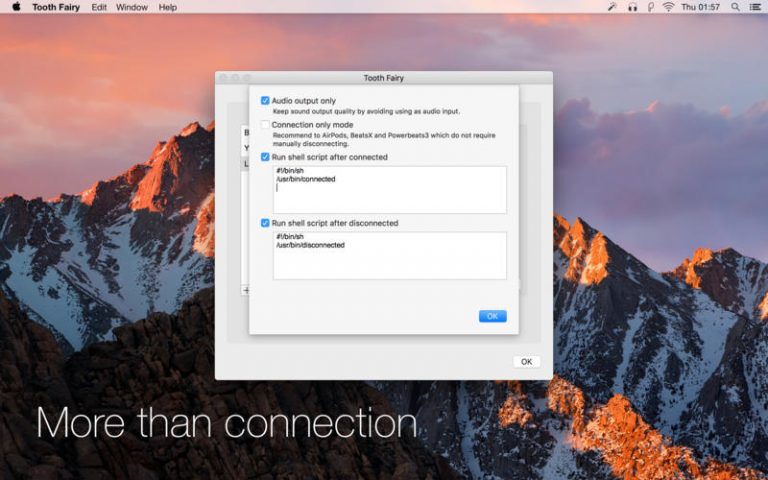 Tooth Fairy Edit Window Help Thu 01:57
Tooth Fairy
Audio output only
Keep sound output quality by avoiding using as audio input.
Connection only mode
Recommend to AirPods, BeatsX and Powerbeats3 which do not require
manually disconnecting.
Run shell script after connected
#!/bin/sh
/usr/bin/connected
Run shell script after disconnected
#!/bin/sh
/usr/bin/disconnected
B
Y
L
+
OK
OK
More than connection